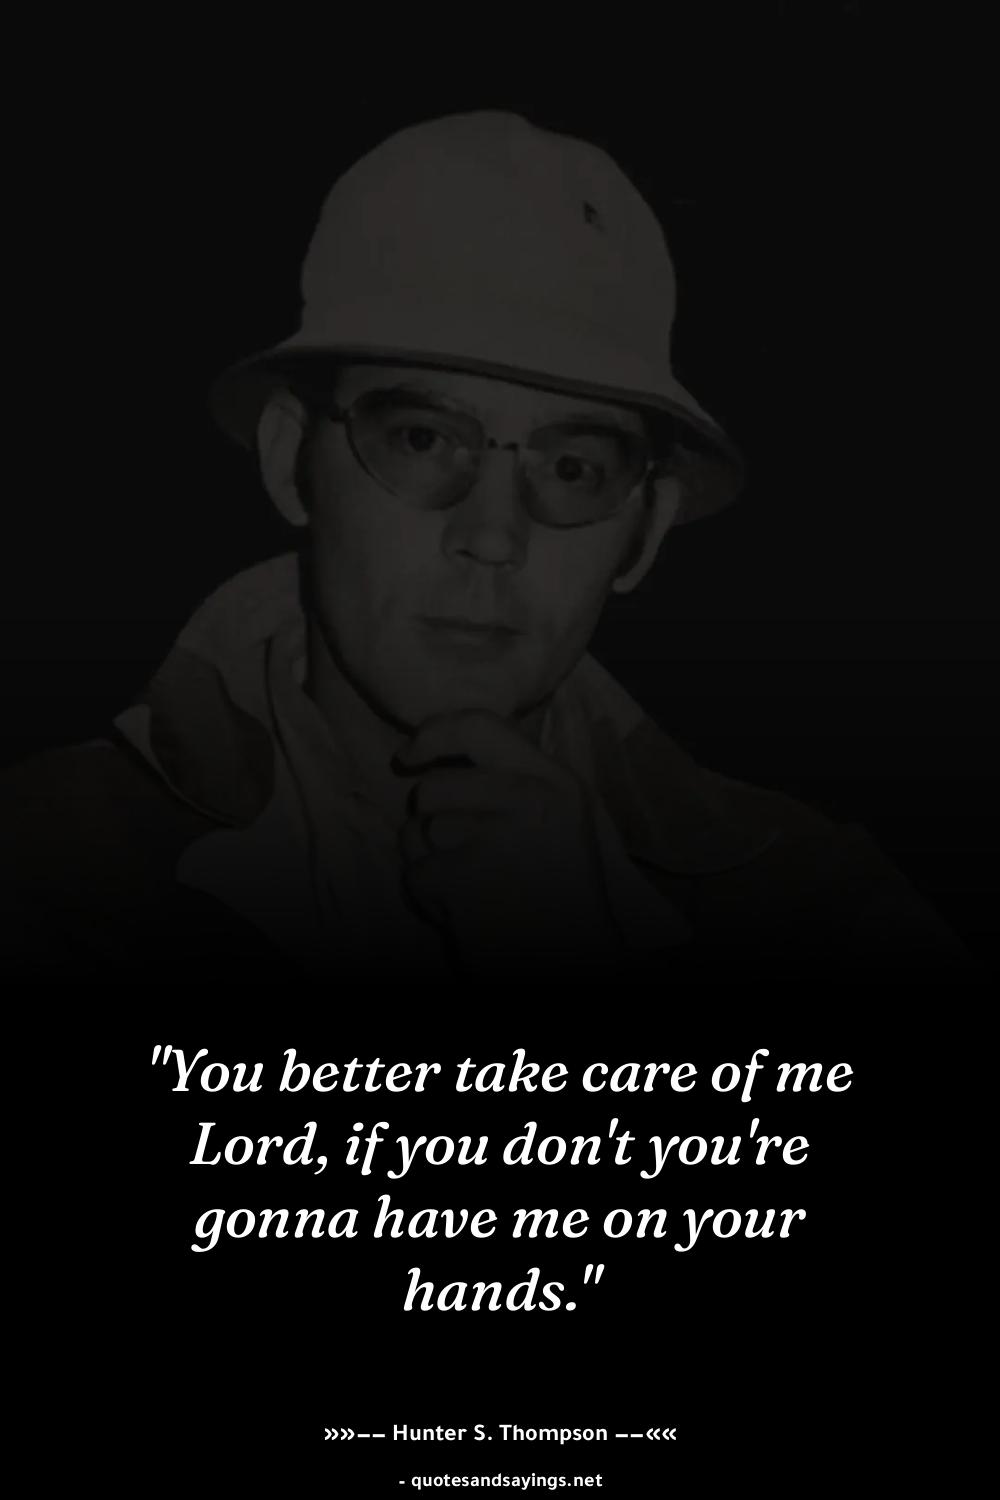 "You better take care of me
Lord, if you don't you're
gonna have me on your
hands."
»»-- Hunter S. Thompson --««
- quotesandsayings.net